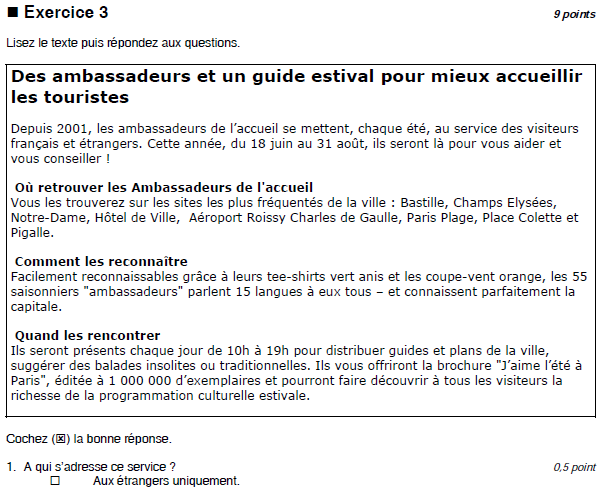 ■ Exercice 3 9 points
Lisez le texte puis répondez aux questions.
Des ambassadeurs et un guide estival pour mieux accueillir
les touristes
Depuis 2001, les ambassadeurs de l'accueil se mettent, chaque été, au service des visiteurs
français et étrangers. Cette année, du 18 juin au 31 août, ils seront là pour vous aider et
vous conseiller !
Où retrouver les Ambassadeurs de l'accueil
Vous les trouverez sur les sites les plus fréquentés de la ville : Bastille, Champs Elysées,
Notre-Dame, Hôtel de Ville, Aéroport Roissy Charles de Gaulle, Paris Plage, Place Colette et
Pigalle.
Comment les reconnaître
Facilement reconnaissables grâce à leurs tee-shirts vert anis et les coupe-vent orange, les 55
saisonniers "ambassadeurs" parlent 15 langues à eux tous – et connaissent parfaitement la
capitale.
Quand les rencontrer
Ils seront présents chaque jour de 10h à 19h pour distribuer guides et plans de la ville,
suggérer des balades insolites ou traditionnelles. Ils vous offriront la brochure "J'aime l'été à
Paris", éditée à 1 000 000 d'exemplaires et pourront faire découvrir à tous les visiteurs la
richesse de la programmation culturelle estivale.
Cochez (☒) la bonne réponse.
1. A qui s'adresse ce service ? 0,5 point
☐ Aux étrangers uniquement.